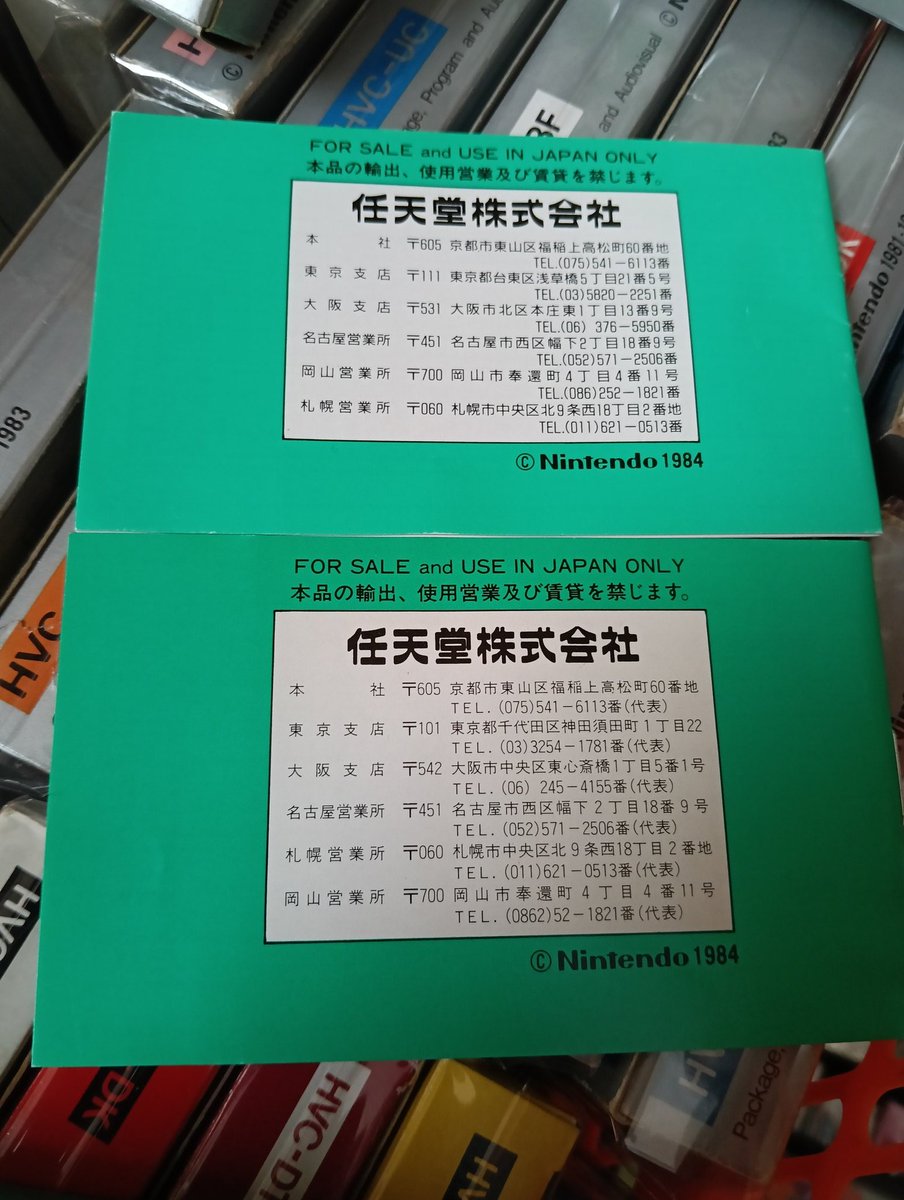 HVC-UC
BF
ge, Program and Au
and Audiovisual © N
83
Nintendo 1981·1
1983
HVC
FOR SALE and USE IN JAPAN ONLY
本品の輸出、使用営業及び賃貸を禁じます。
任天堂株式会社
本社 〒605 京都市東山区福稲上高松町60番地
TEL.(075)541-6113番
東京支店 〒111 東京都台東区浅草橋5丁目21番5号
TEL.(03)5820-2251番
大阪支店 〒531 大阪市北区本庄東1丁目13番9号
TEL.(06) 376-5950番
名古屋営業所 〒451 名古屋市西区幅下2丁目18番9号
TEL.(052)571-2506番
岡山営業所 〒700 岡山市奉還町4丁目4番11号
TEL.(086)252-1821番
札幌営業所 〒060 札幌市中央区北9条西18丁目2番地
TEL.(011)621-0513番
© Nintendo 1984
FOR SALE and USE IN JAPAN ONLY
本品の輸出、使用営業及び賃貸を禁じます。
任天堂株式会社
本社 〒605 京都市東山区福稲上高松町60番地
TEL. (075)541-6113番(代表)
東京支店 〒101 東京都千代田区神田須田町1丁目22
TEL. (03)3254-1781番(代表)
大阪支店 〒542 大阪市中央区東心斎橋1丁目5番1号
TEL. (06) 245-4155番(代表)
名古屋営業所 〒451 名古屋市西区幅下2丁目18番9号
TEL. (052)571-2506番(代表)
札幌営業所 〒060 札幌市中央区北9条西18丁目2番地
TEL. (011)621-0513番(代表)
岡山営業所 〒700 岡山市奉還町4丁目4番11号
TEL. (0862)52-1821番(代表)
© Nintendo 1984
DK
HVC-DT
HV
Package,